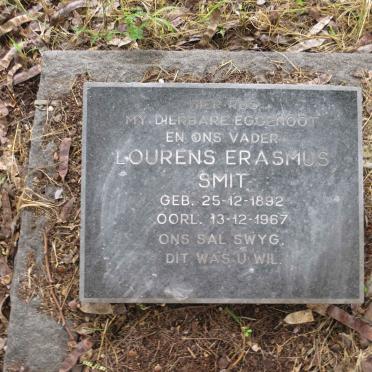 HIER RUS
MY DIERBARE EGGENOOT
EN ONS VADER
LOURENS ERASMUS
SMIT
GEB. 25-12-1892
OORL. 13-12-1967
ONS SAL SWYG.
DIT WAS U WIL.